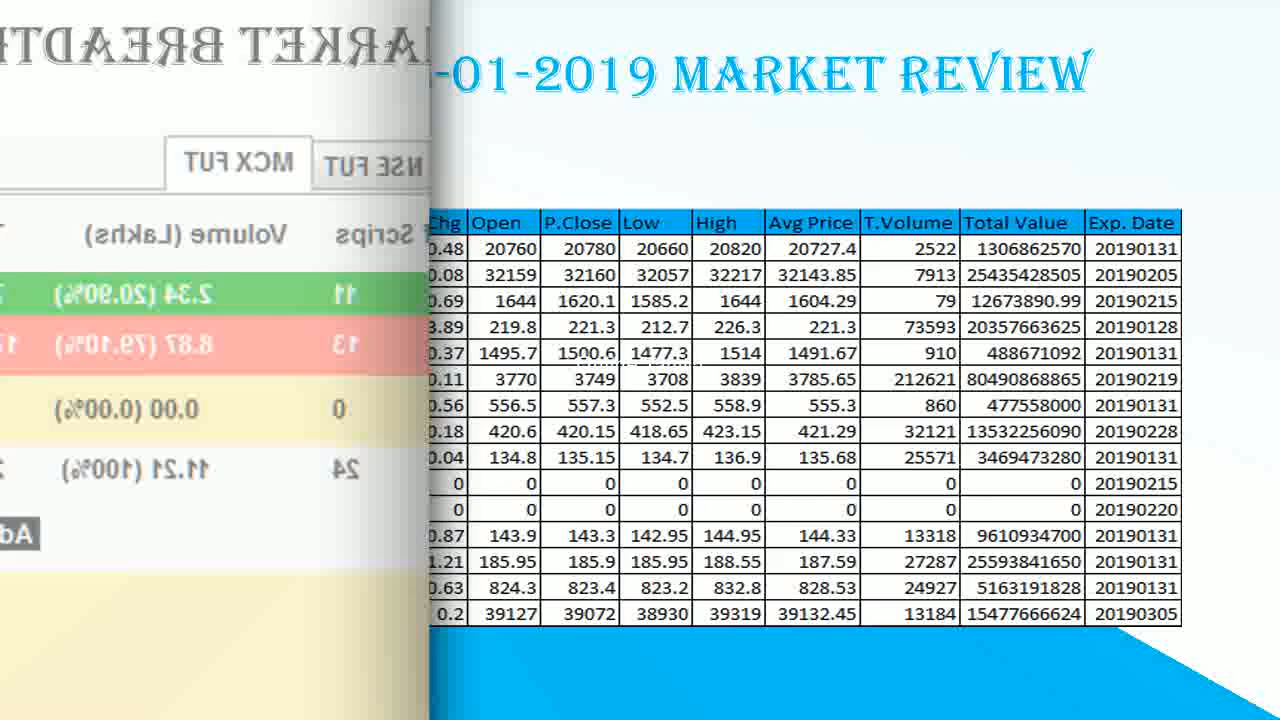 MARKET BREADTH
-01-2019 MARKET REVIEW
MCX FUT NSE FUT
Volume (Lakhs) Scrips
2.34 (20.90%) 11
8.87 (79.10%) 13
0.00 (0.00%) 0
11.21 (100%) 24
Ad
Chg Open P.Close Low High Avg Price T.Volume Total Value Exp. Date
0.48 20760 20780 20660 20820 20727.4 2522 1306862570 20190131
0.08 32159 32160 32057 32217 32143.85 7913 25435428505 20190205
0.69 1644 1620.1 1585.2 1644 1604.29 79 12673890.99 20190215
3.89 219.8 221.3 212.7 226.3 221.3 73593 20357663625 20190128
0.37 1495.7 1500.6 1477.3 1514 1491.67 910 488671092 20190131
0.11 3770 3749 3708 3839 3785.65 212621 80490868865 20190219
0.56 556.5 557.3 552.5 558.9 555.3 860 477558000 20190131
0.18 420.6 420.15 418.65 423.15 421.29 32121 13532256090 20190228
0.04 134.8 135.15 134.7 136.9 135.68 25571 3469473280 20190131
0 0 0 0 0 0 0 0 20190215
0 0 0 0 0 0 0 0 20190220
0.87 143.9 143.3 142.95 144.95 144.33 13318 9610934700 20190131
1.21 185.95 185.9 185.95 188.55 187.59 27287 25593841650 20190131
0.63 824.3 823.4 823.2 832.8 828.53 24927 5163191828 20190131
0.2 39127 39072 38930 39319 39132.45 13184 15477666624 20190305